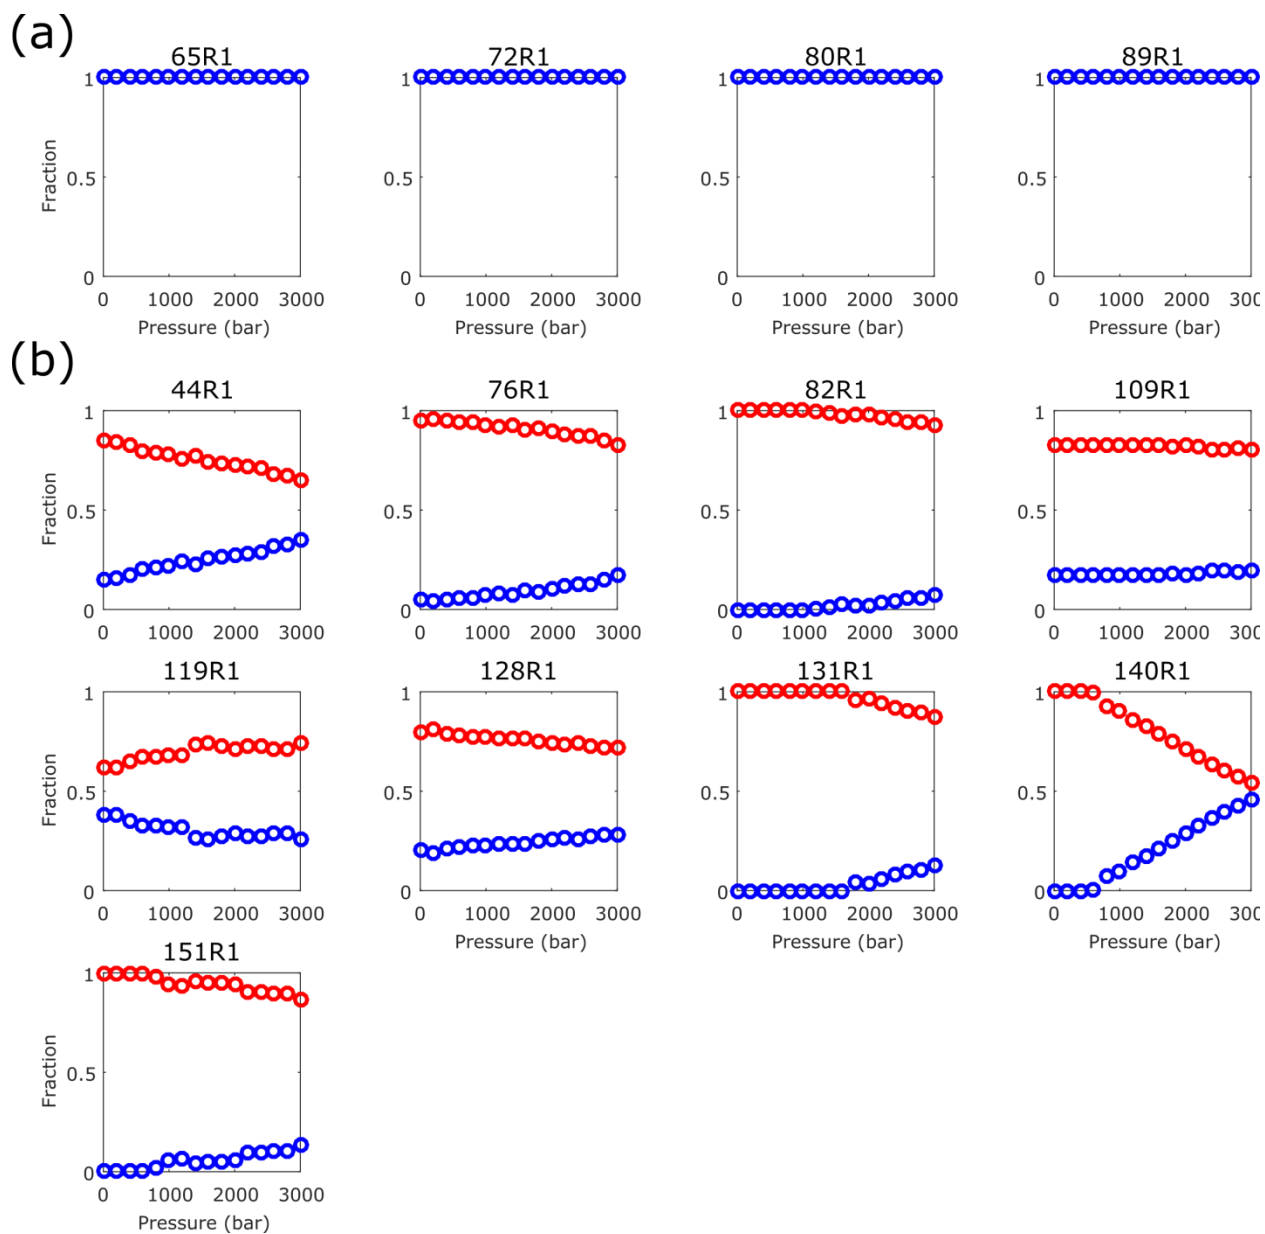 (a)
65R1 72R1 80R1 89R1
1 1 1 1
Fraction
0.5 0.5 0.5 0.5
0 0 0 0
0 1000 2000 3000 0 1000 2000 3000 0 1000 2000 3000 0 1000 2000 300
Pressure (bar) Pressure (bar) Pressure (bar) Pressure (bar)
(b)
44R1 76R1 82R1 109R1
1 1 1 1
Fraction
0.5 0.5 0.5 0.5
0 0 0 0
0 1000 2000 3000 0 1000 2000 3000 0 1000 2000 3000 0 1000 2000 300
119R1 128R1 131R1 140R1
1 1 1 1
Fraction
0.5 0.5 0.5 0.5
0 0 0 0
0 1000 2000 3000 0 1000 2000 3000 0 1000 2000 3000 0 1000 2000 300
Pressure (bar) Pressure (bar) Pressure (bar)
151R1
1
Fraction
0.5
0
0 1000 2000 3000
Pressure (bar)